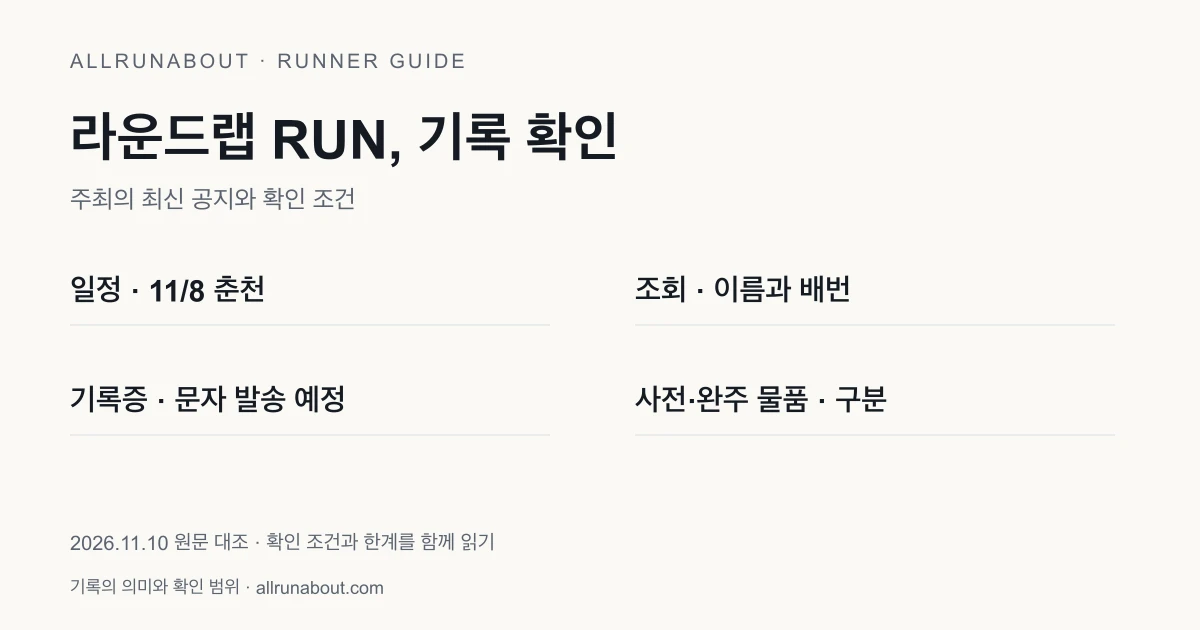 ALLRUNABOUT · RUNNER GUIDE
라운드랩 RUN, 기록 확인
주최의 최신 공지와 확인 조건
일정 · 11/8 춘천
조회 · 이름과 배번
기록증 · 문자 발송 예정
사전·완주 물품 · 구분
2026.11.10 원문 대조 · 확인 조건과 한계를 함께 읽기
기록의 의미와 확인 범위 · allrunabout.com